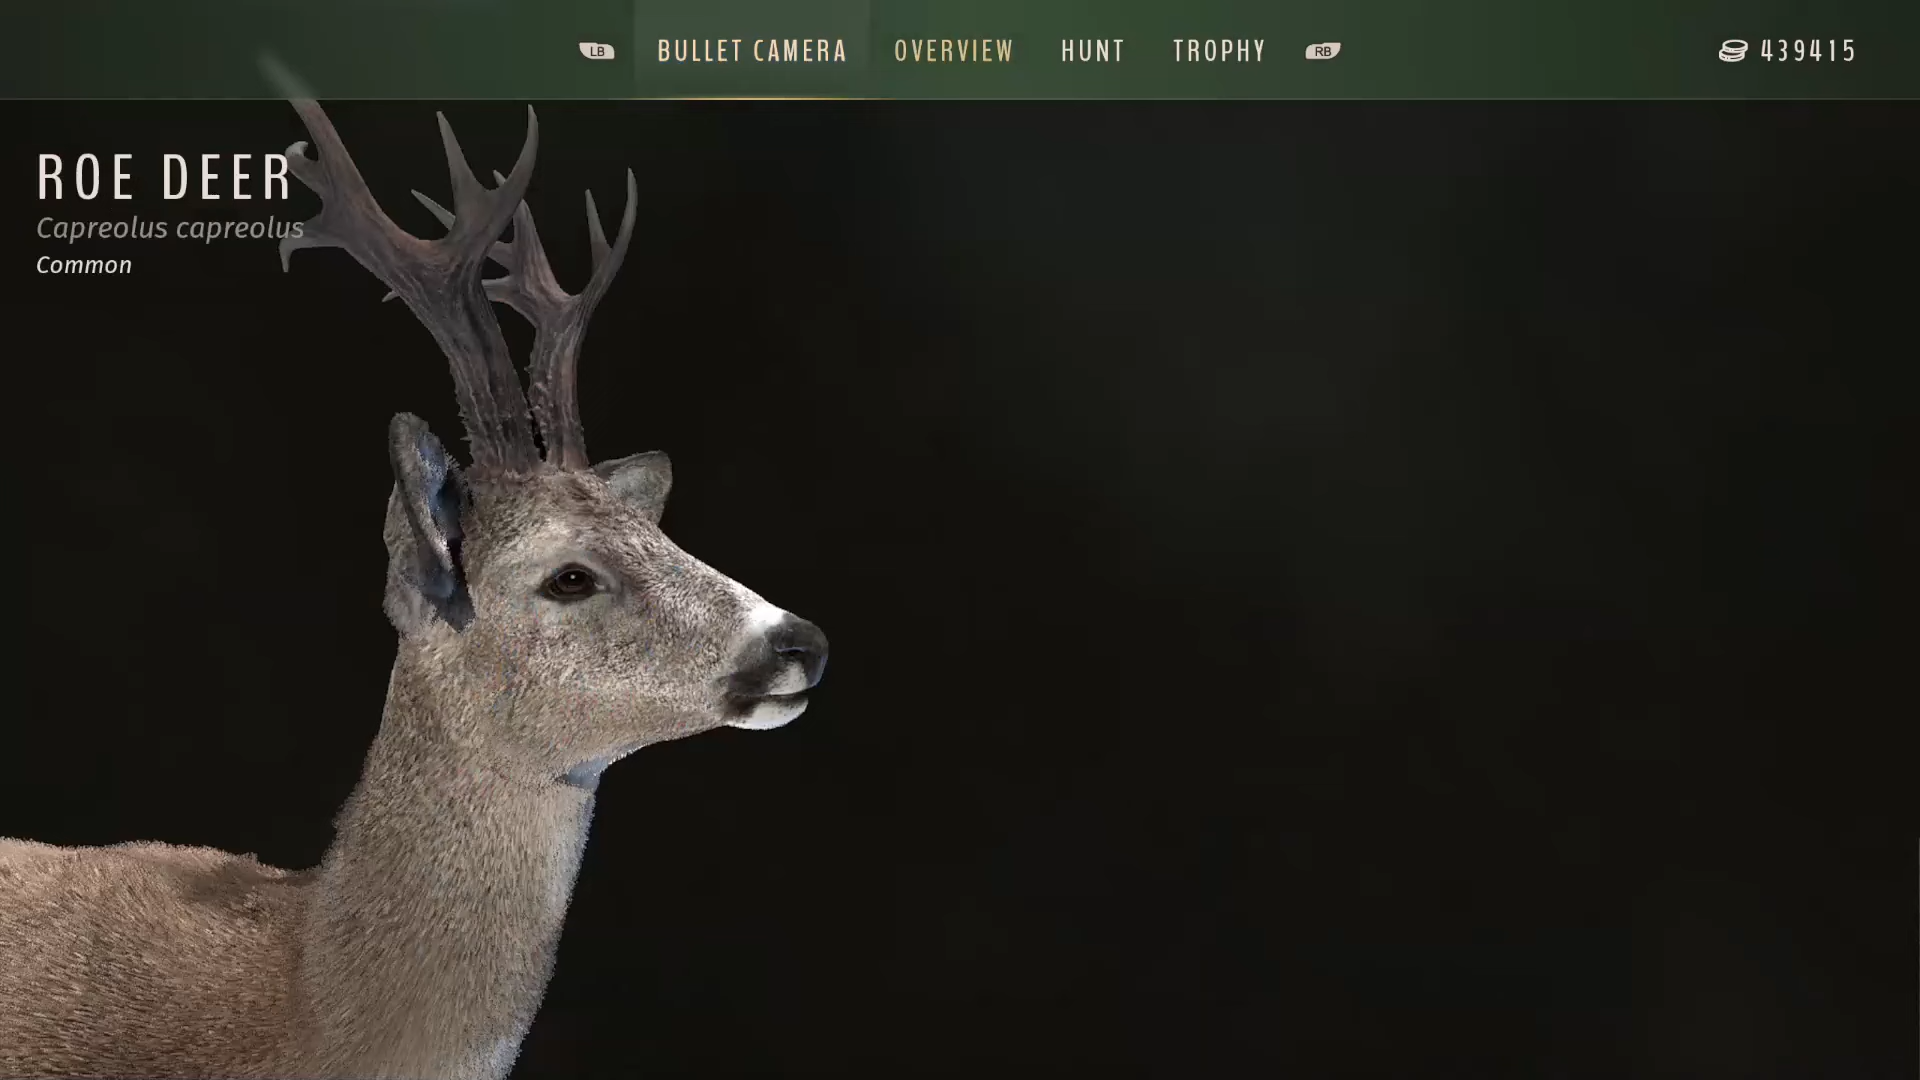 LB BULLET CAMERA OVERVIEW HUNT TROPHY RB 439415
ROE DEER
Capreolus capreolus
Common